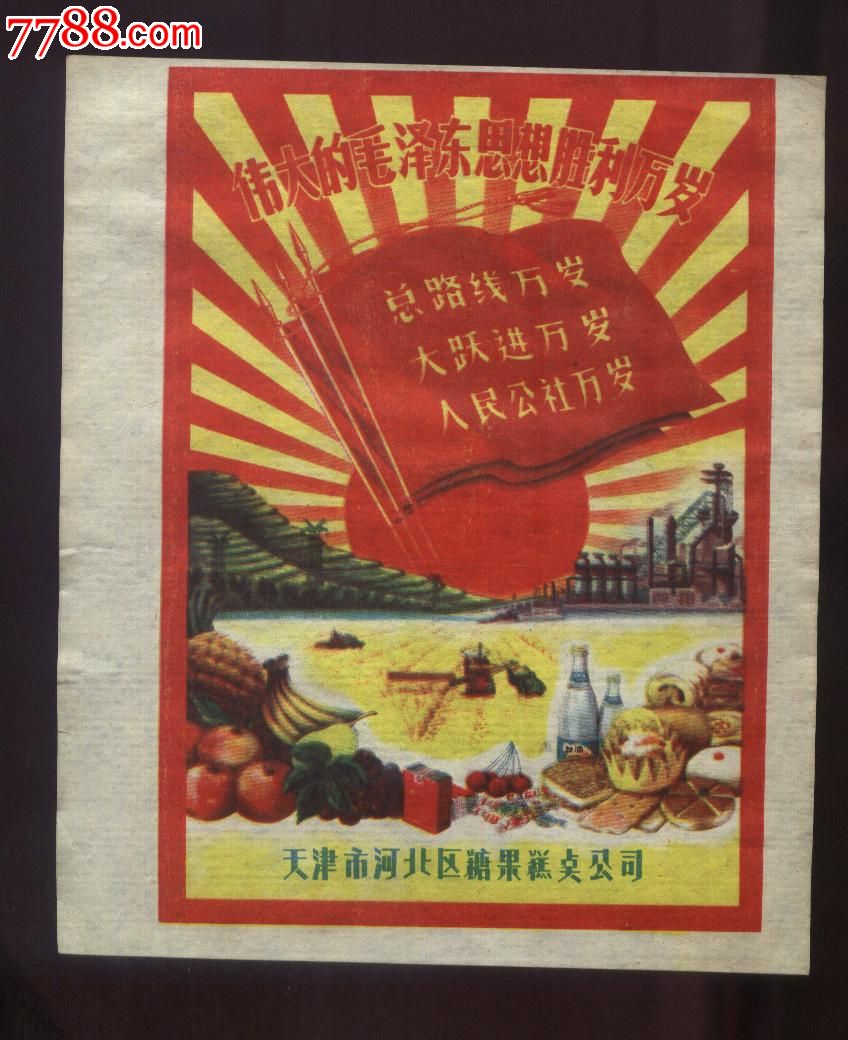 7788.com
伟大的毛泽东思想胜利万岁
总路线万岁
大跃进万岁
人民公社万岁
白酒
天津市河北区糖果糕点公司